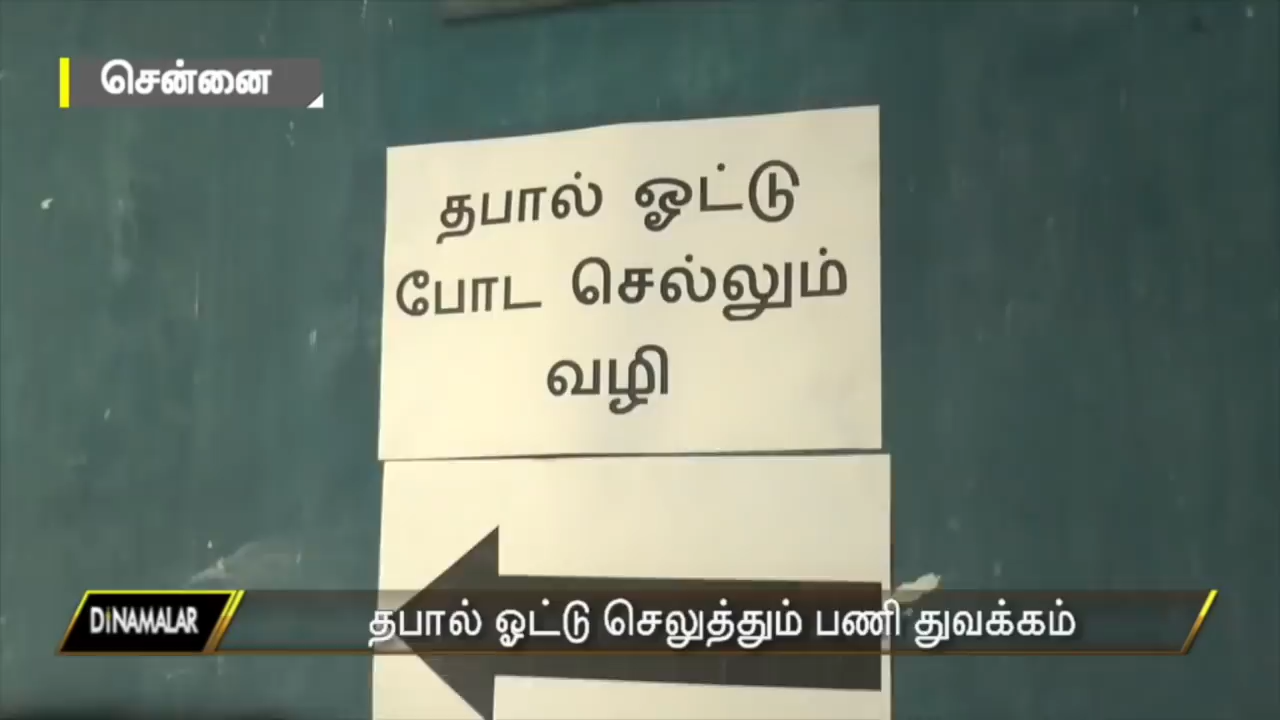 சென்னை
தபால் ஓட்டு
போட செல்லும்
வழி
DINAMALAR
தபால் ஓட்டு செலுத்தும் பணி துவக்கம்